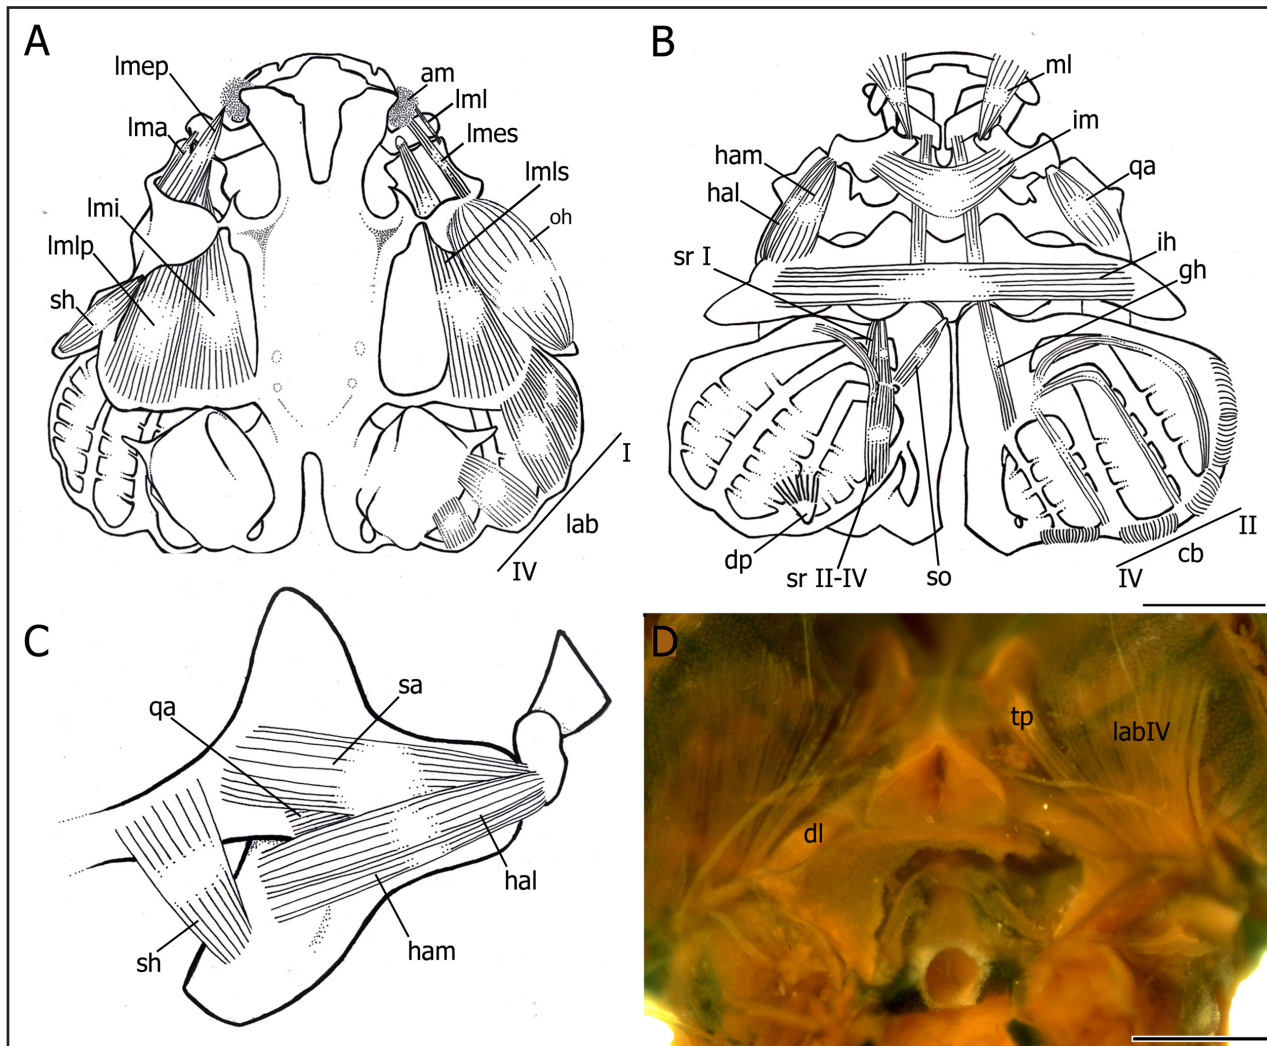 A
lmep
am
lml
lma
lmes
lmls
lmi
oh
lmlp
sh
I
lab
IV
B
ml
im
ham
qa
hal
sr I
ih
gh
II
dp
cb
sr II-IV
so
IV
C
sa
qa
hal
ham
sh
D
tp
labIV
dl